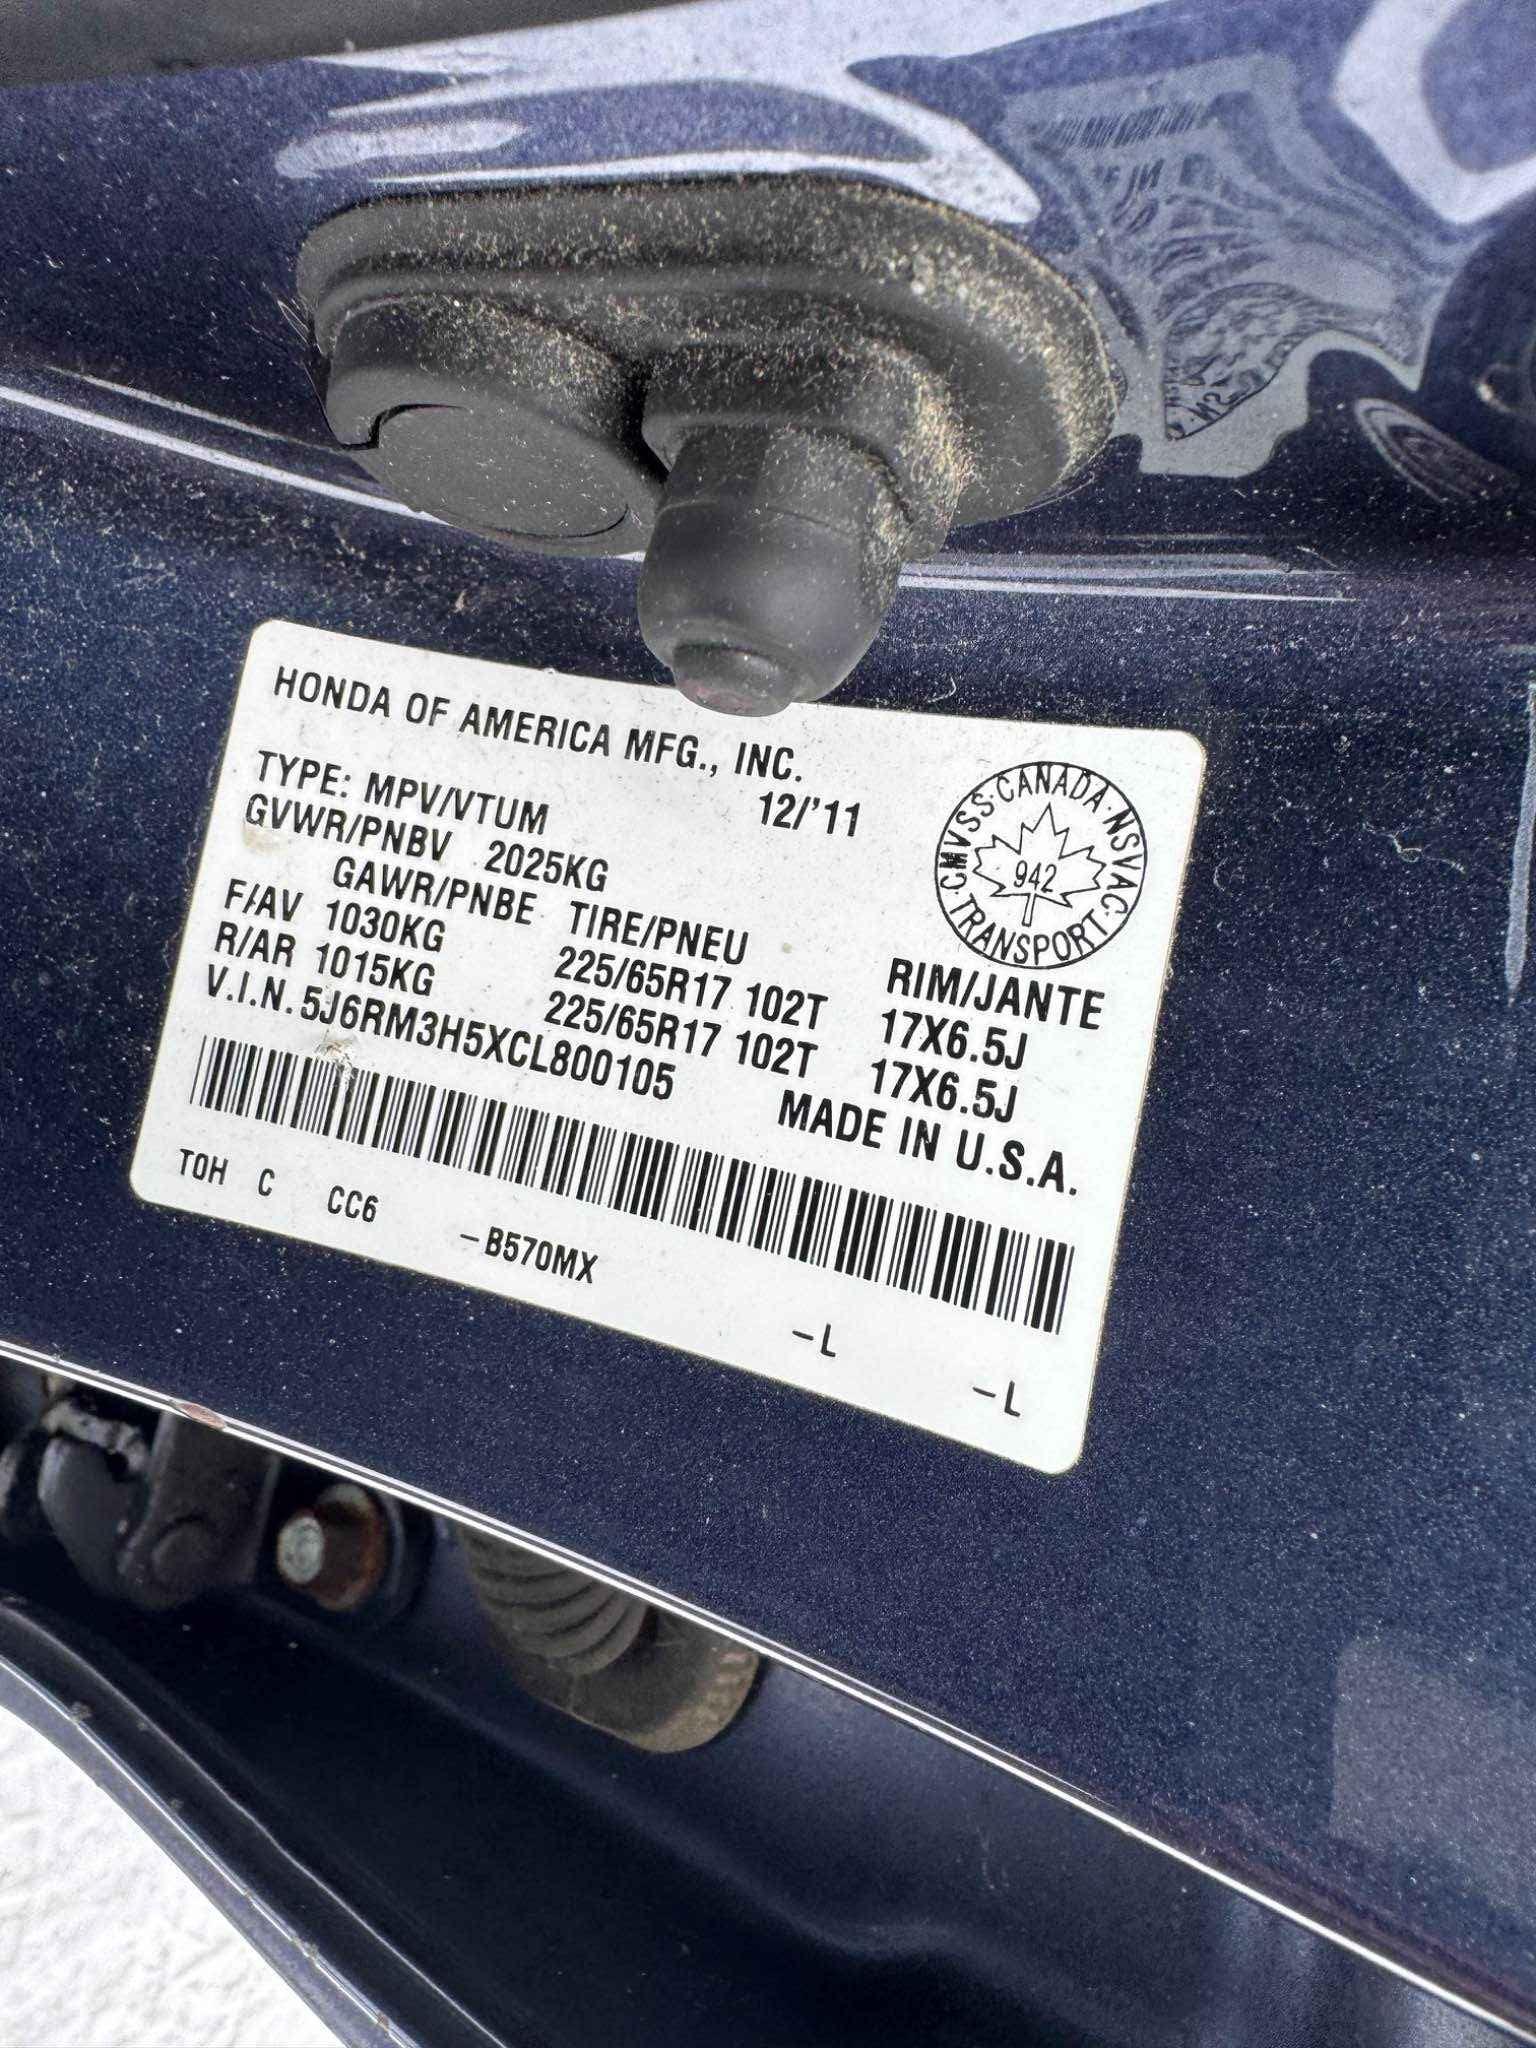 HONDA OF AMERICA MFG., INC.
12/'11
TYPE: MPV/VTUM
GVWR/PNBV 2025KG
GAWR/PNBE TIRE/PNEU RIM/JANTE
F/AV 1030KG 225/65R17 102T 17X6.5J
R/AR 1015KG 225/65R17 102T 17X6.5J
V.I.N. 5J6RM3H5XCL800105 MADE IN U.S.A.
TOH C CC6 -B570MX -L -L
CMVSS·CANADA·NSVAC·TRANSPORT·
942